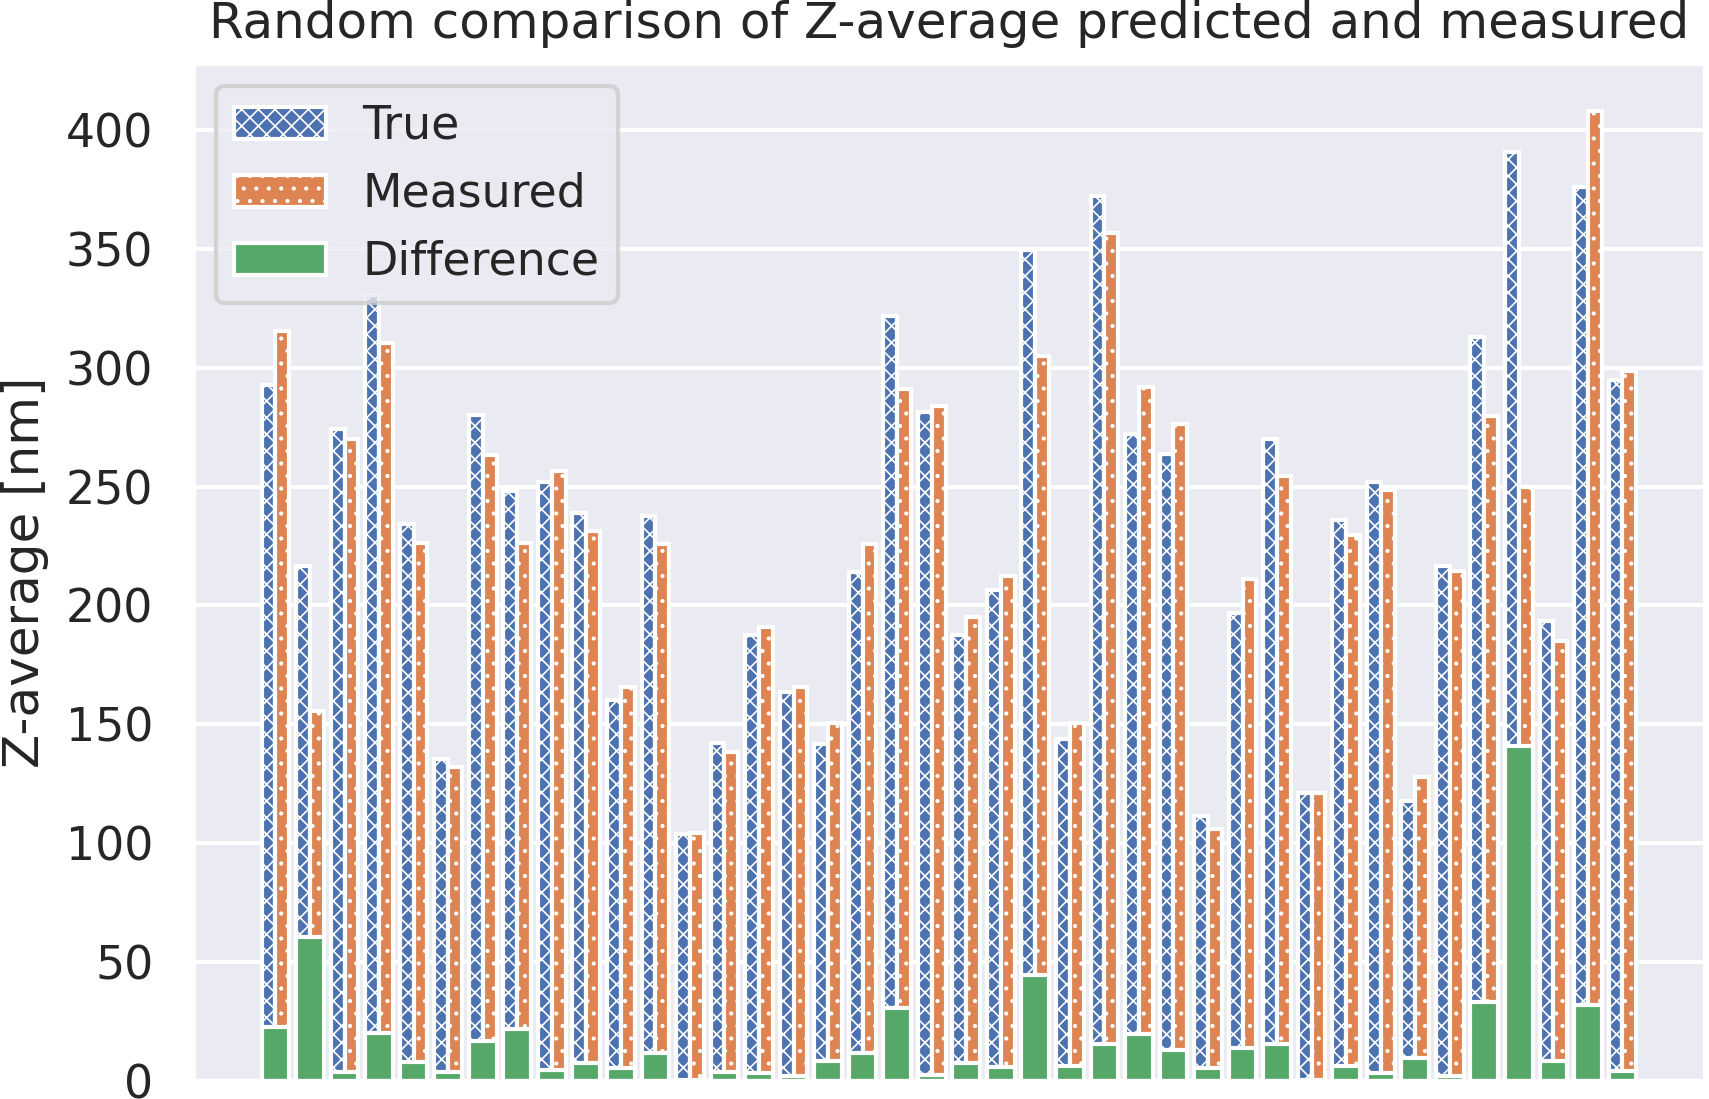 Random comparison of Z-average predicted and measured
True
Measured
Difference
Z-average [nm]
400
350
300
250
200
150
100
50
0